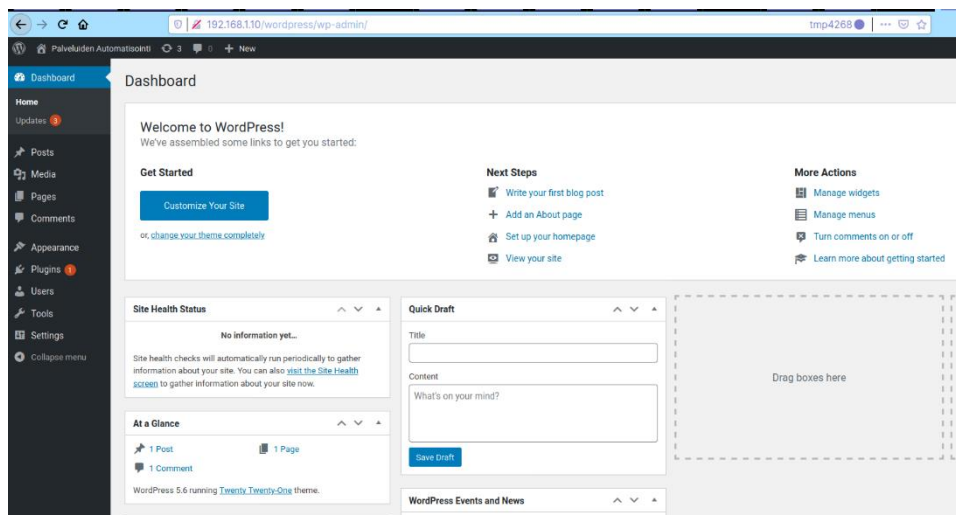 192.168.1.10/wordpress/wp-admin/
tmp4268
Palveluiden Automatisointi 3 0 + New
Dashboard
Home
Updates 3
Posts
Media
Pages
Comments
Appearance
Plugins 1
Users
Tools
Settings
Collapse menu
Dashboard
Welcome to WordPress!
We've assembled some links to get you started:
Get Started
Customize Your Site
or, change your theme completely
Next Steps
Write your first blog post
Add an About page
Set up your homepage
View your site
More Actions
Manage widgets
Manage menus
Turn comments on or off
Learn more about getting started
Site Health Status
No information yet...
Site health checks will automatically run periodically to gather
information about your site. You can also visit the Site Health
screen to gather information about your site now.
At a Glance
1 Post
1 Page
1 Comment
WordPress 5.6 running Twenty Twenty-One theme.
Quick Draft
Title
Content
What's on your mind?
Save Draft
WordPress Events and News
Drag boxes here